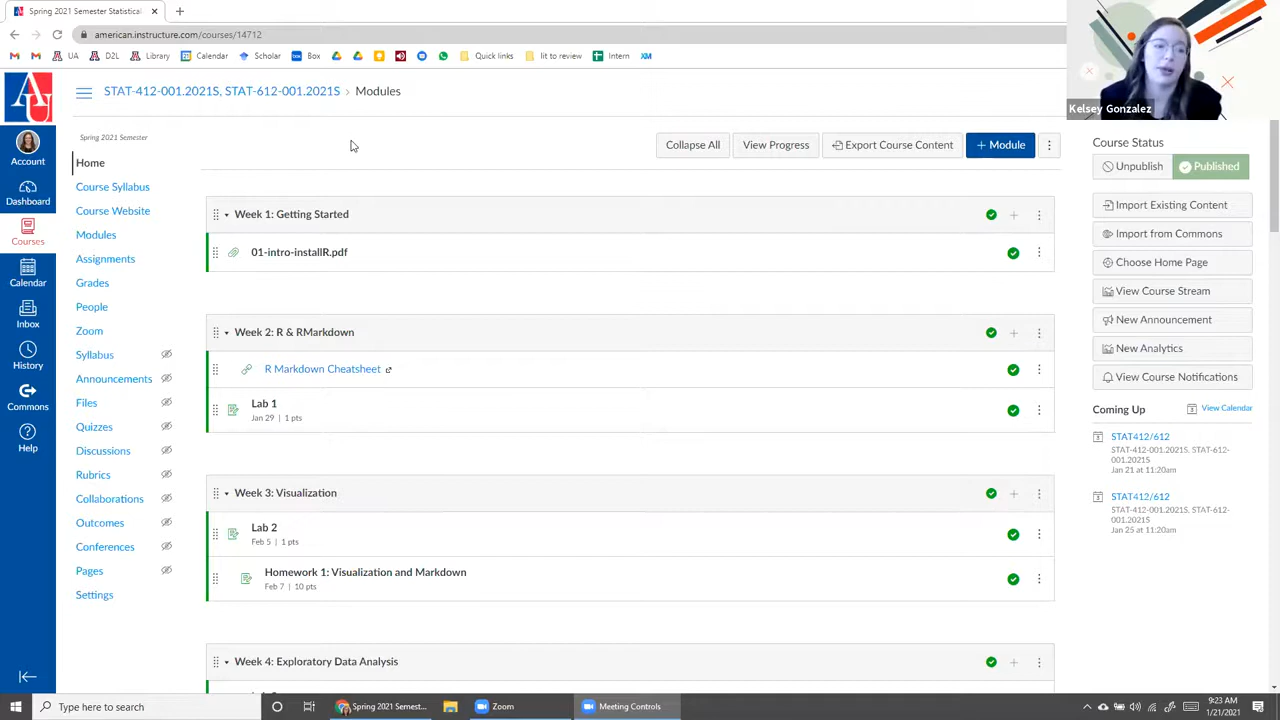 Spring 2021 Semester Statistical
american.instructure.com/courses/14712
UA
D2L
Library
Calendar
Scholar
Box
Quick links
lit to review
Intern
XM
Kelsey Gonzalez
AU
Account
Dashboard
Courses
Calendar
Inbox
History
Commons
Help
STAT-412-001.2021S, STAT-612-001.2021S › Modules
Spring 2021 Semester
Home
Course Syllabus
Course Website
Modules
Assignments
Grades
People
Zoom
Syllabus
Announcements
Files
Quizzes
Discussions
Rubrics
Collaborations
Outcomes
Conferences
Pages
Settings
Collapse All
View Progress
Export Course Content
+ Module
Week 1: Getting Started
01-intro-installR.pdf
Week 2: R & RMarkdown
R Markdown Cheatsheet
Lab 1
Jan 29 | 1 pts
Week 3: Visualization
Lab 2
Feb 5 | 1 pts
Homework 1: Visualization and Markdown
Feb 7 | 10 pts
Week 4: Exploratory Data Analysis
Course Status
Unpublish
Published
Import Existing Content
Import from Commons
Choose Home Page
View Course Stream
New Announcement
New Analytics
View Course Notifications
Coming Up
View Calendar
STAT412/612
STAT-412-001.2021S, STAT-612-
001.2021S
Jan 21 at 11:20am
STAT412/612
STAT-412-001.2021S, STAT-612-
001.2021S
Jan 25 at 11:20am
Type here to search
Spring 2021 Semest...
Zoom
Meeting Controls
9:23 AM
1/21/2021